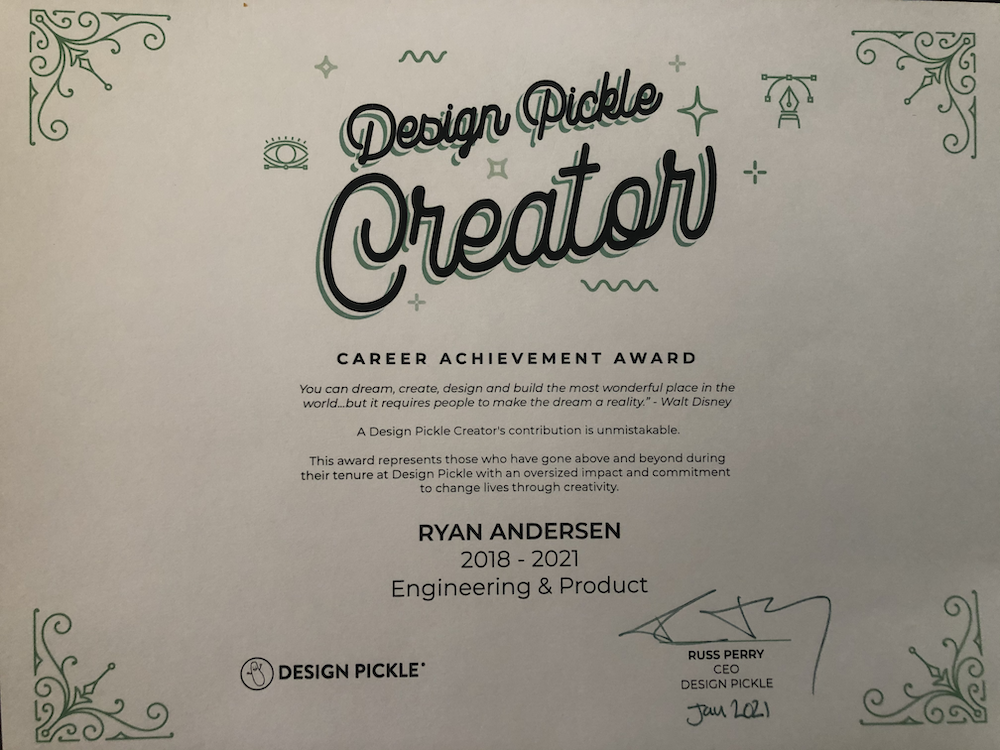 Design Pickle
Creator
CAREER ACHIEVEMENT AWARD
You can dream, create, design and build the most wonderful place in the
world...but it requires people to make the dream a reality." - Walt Disney
A Design Pickle Creator's contribution is unmistakable.
This award represents those who have gone above and beyond during
their tenure at Design Pickle with an oversized impact and commitment
to change lives through creativity.
RYAN ANDERSEN
2018 - 2021
Engineering & Product
RUSS PERRY
CEO
DESIGN PICKLE
Jan 2021
DESIGN PICKLE